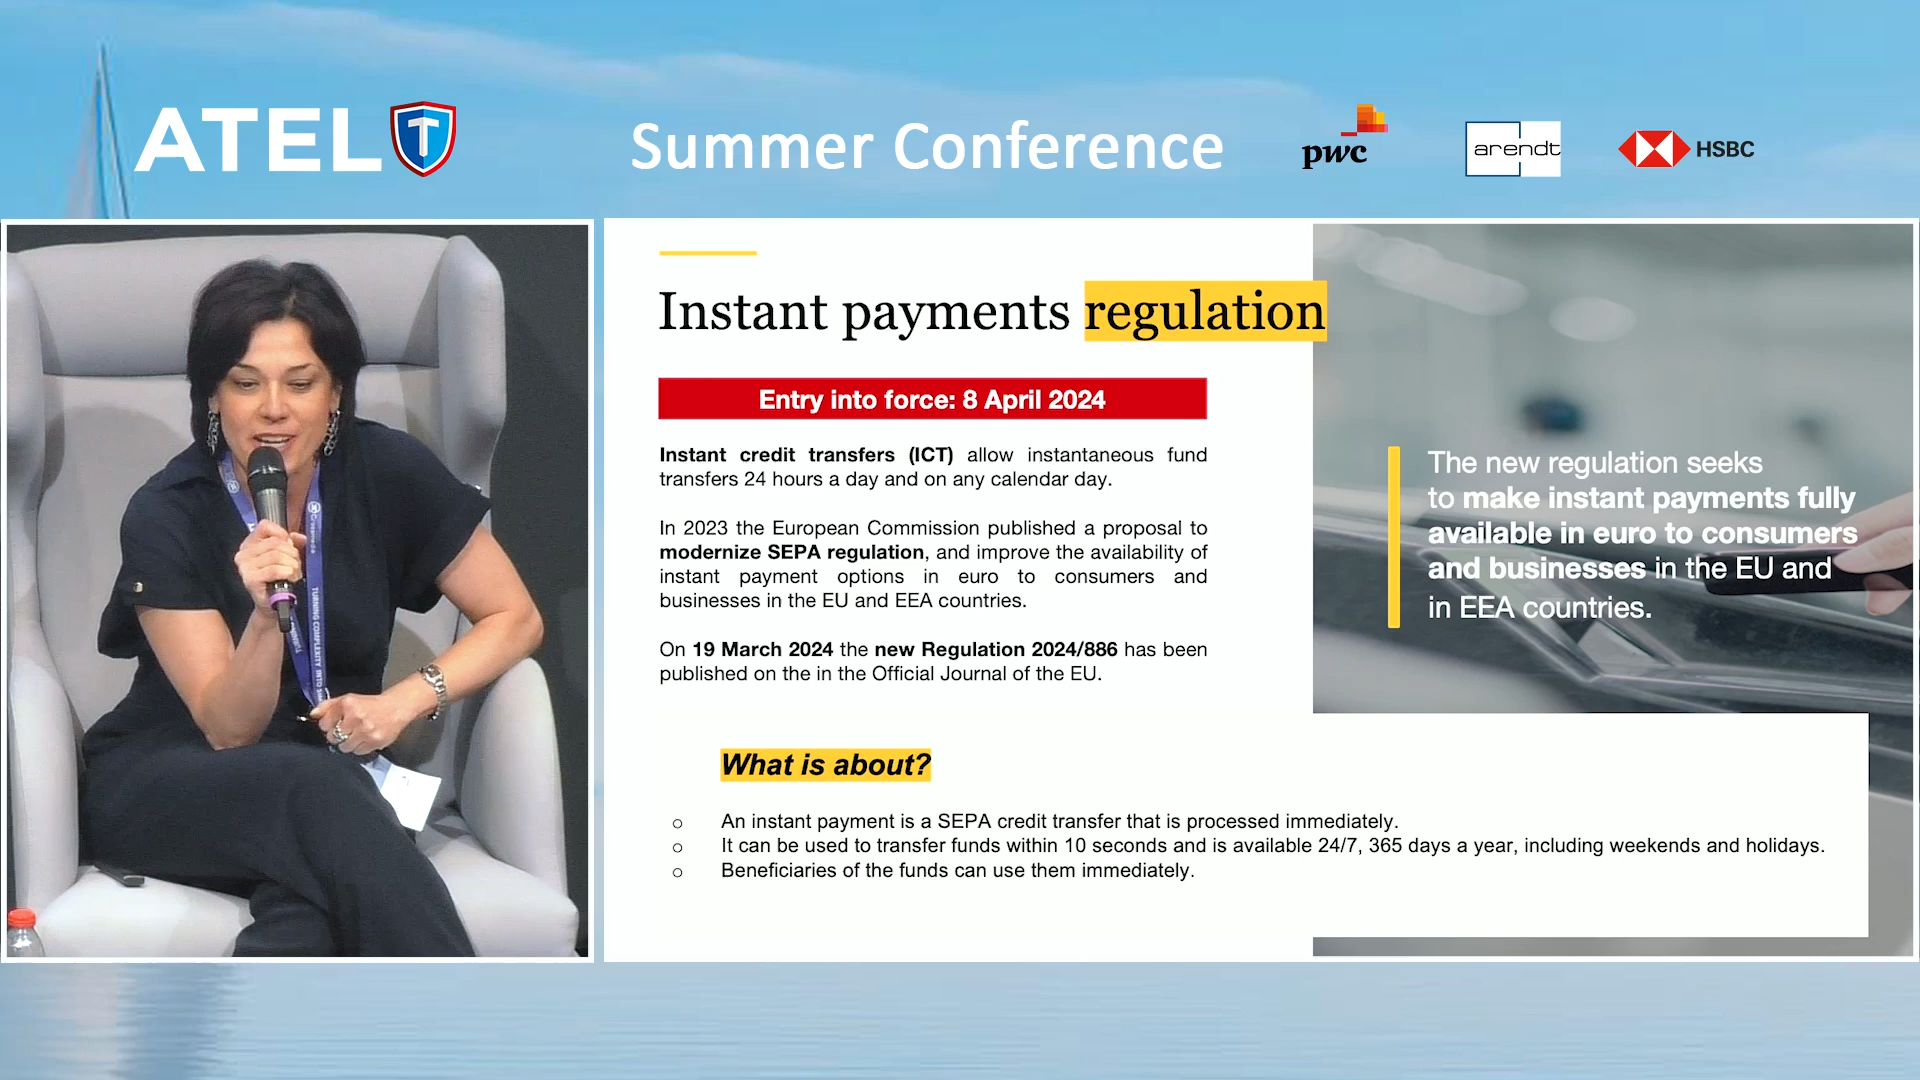 ATEL T
Summer Conference
pwc
arendt
HSBC
Instant payments regulation
Entry into force: 8 April 2024
Instant credit transfers (ICT) allow instantaneous fund
transfers 24 hours a day and on any calendar day.
In 2023 the European Commission published a proposal to
modernize SEPA regulation, and improve the availability of
instant payment options in euro to consumers and
businesses in the EU and EEA countries.
On 19 March 2024 the new Regulation 2024/886 has been
published on the in the Official Journal of the EU.
The new regulation seeks
to make instant payments fully
available in euro to consumers
and businesses in the EU and
in EEA countries.
What is about?
○ An instant payment is a SEPA credit transfer that is processed immediately.
○ It can be used to transfer funds within 10 seconds and is available 24/7, 365 days a year, including weekends and holidays.
○ Beneficiaries of the funds can use them immediately.
TURNING COMPLEXITY INTO